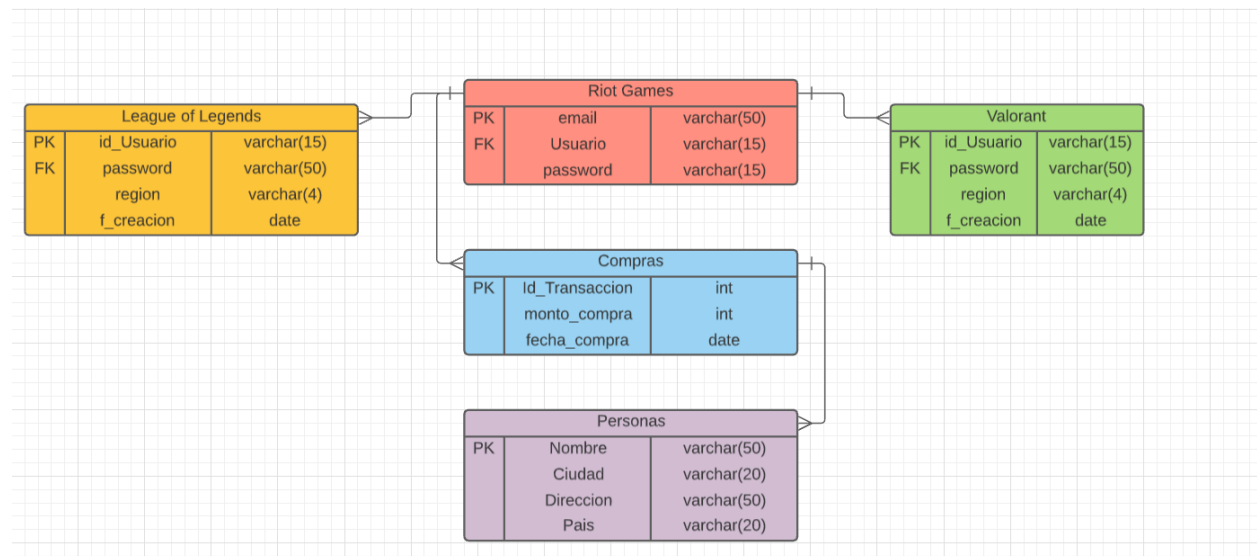 League of Legends
PK id_Usuario varchar(15)
FK password varchar(50)
region varchar(4)
f_creacion date
Riot Games
PK email varchar(50)
FK Usuario varchar(15)
password varchar(15)
Valorant
PK id_Usuario varchar(15)
FK password varchar(50)
region varchar(4)
f_creacion date
Compras
PK Id_Transaccion int
monto_compra int
fecha_compra date
Personas
PK Nombre varchar(50)
Ciudad varchar(20)
Direccion varchar(50)
Pais varchar(20)